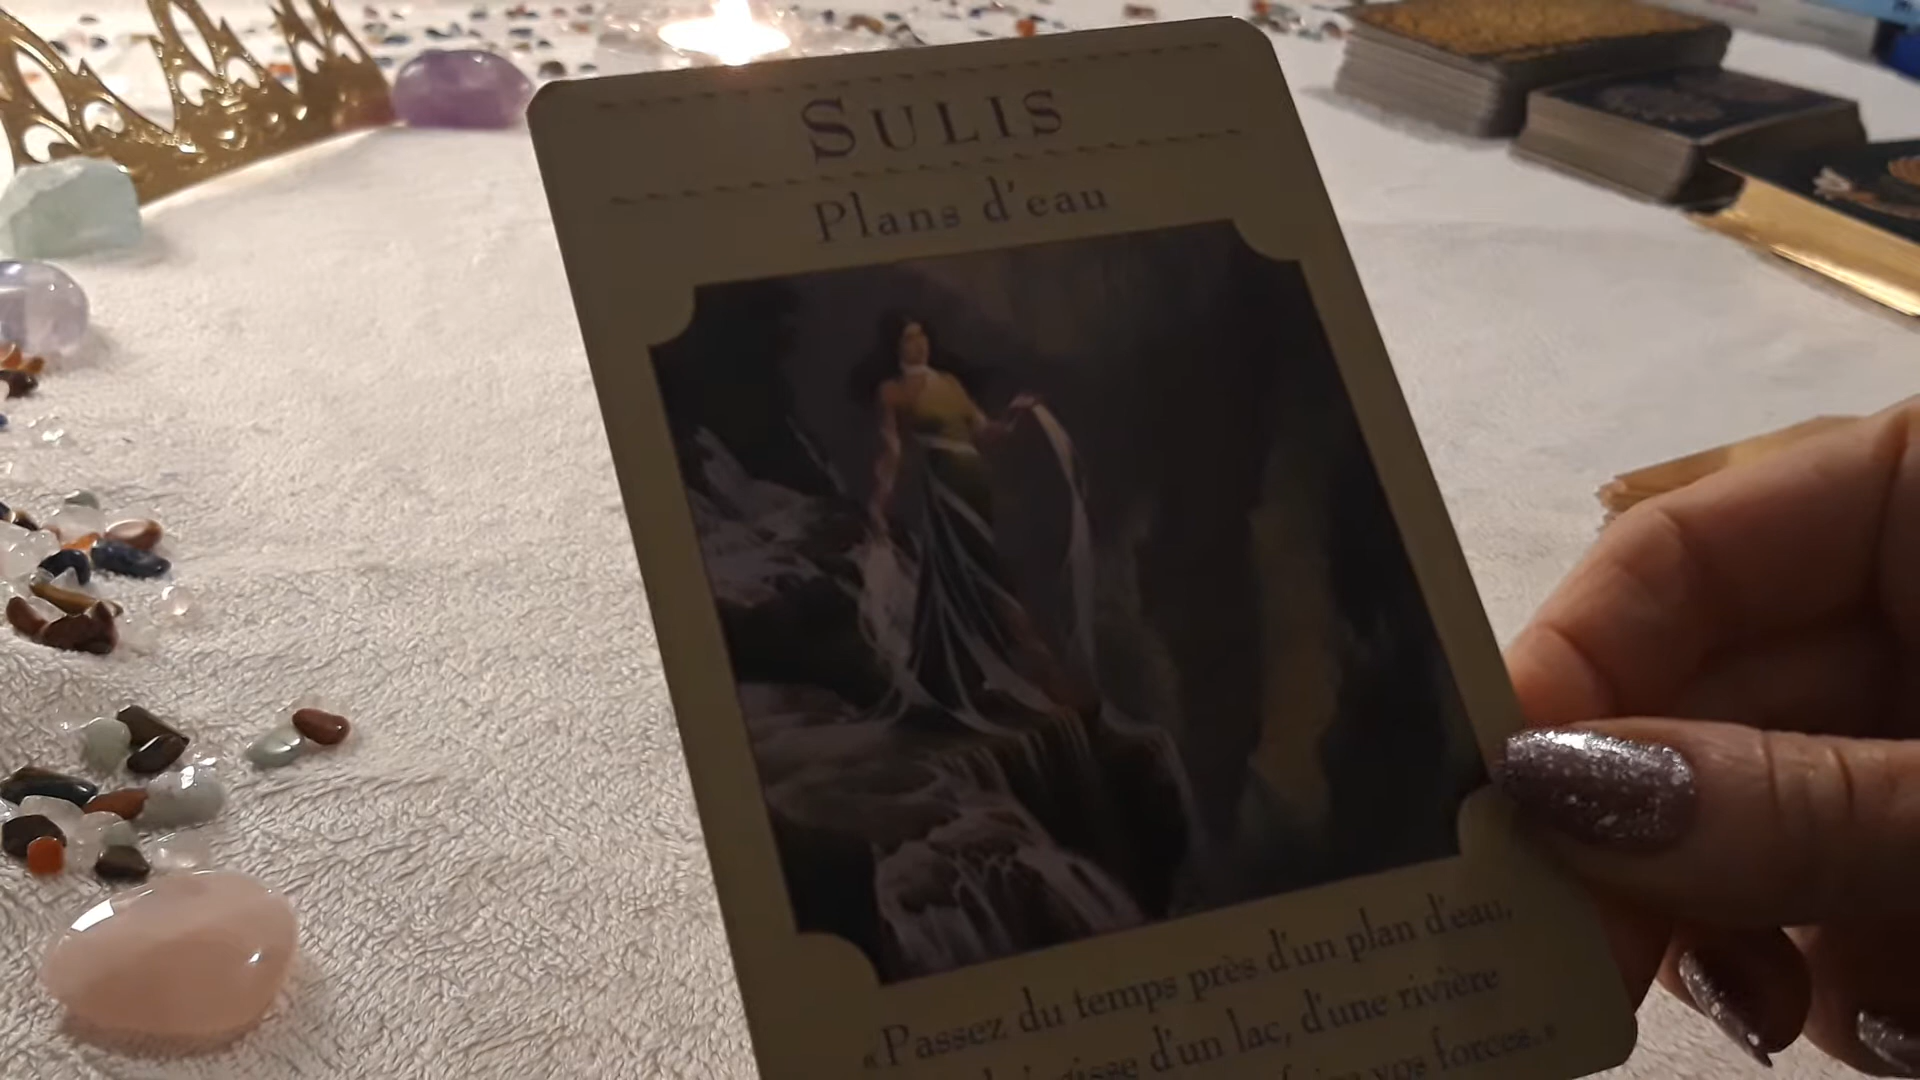 SULIS
Plans d'eau
«Passez du temps près d'un plan d'eau,
d'un lac, d'une rivière
vos forces.»